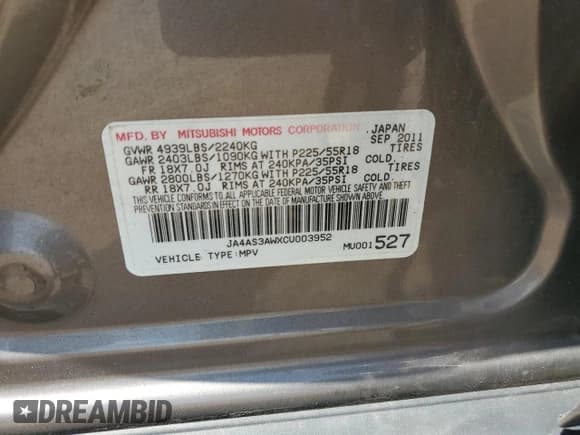 MFD. BY MITSUBISHI MOTORS CORPORATION, JAPAN
GVWR 4939LBS/2240KG SEP 2011
GAWR 2403LBS/1090KG WITH P225/55R18 TIRES
FR 18X7.0J RIMS AT 240KPA/35PSI COLD.
GAWR 2800LBS/1270KG WITH P225/55R18 TIRES
RR 18X7.0J RIMS AT 240KPA/35PSI COLD.
THIS VEHICLE CONFORMS TO ALL APPLICABLE FEDERAL MOTOR VEHICLE SAFETY AND THEFT
PREVENTION STANDARDS IN EFFECT ON THE DATE OF MANUFACTURE SHOWN ABOVE.
JA4AS3AWXCU003952
VEHICLE TYPE:MPV MU001527
DREAMBID